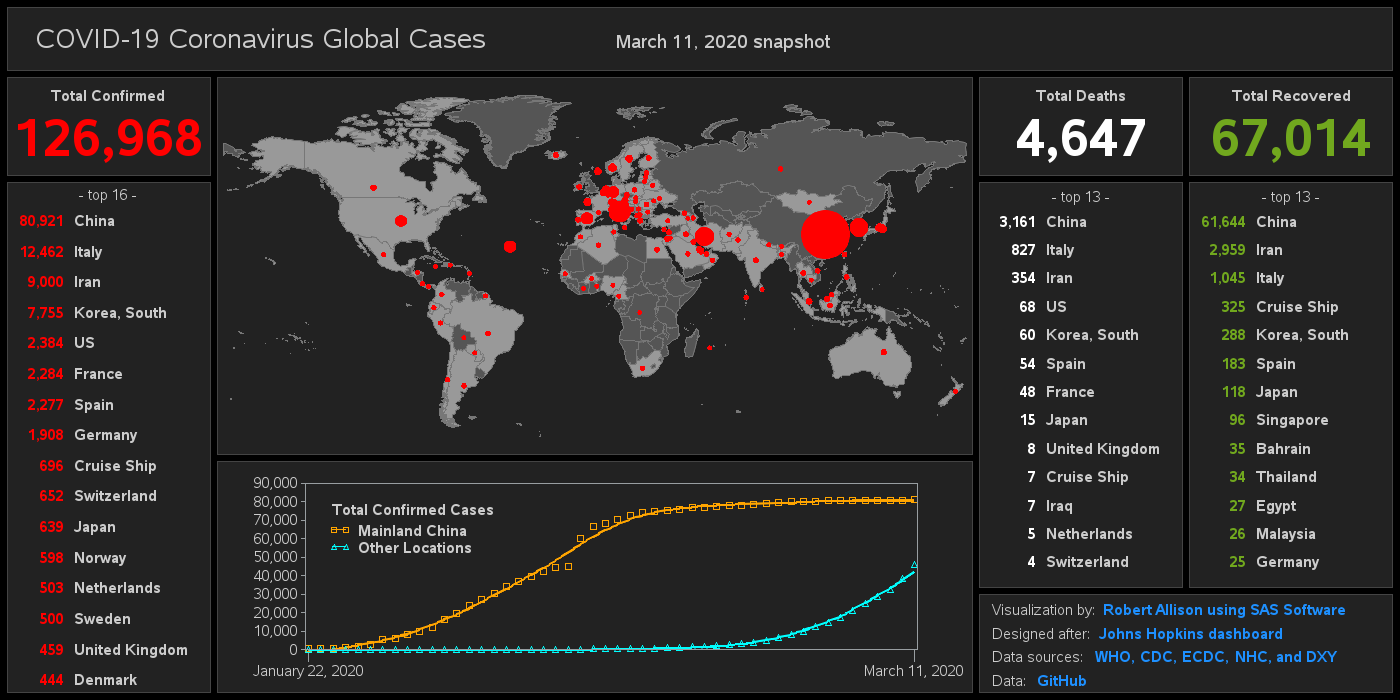 COVID-19 Coronavirus Global Cases
March 11, 2020 snapshot
Total Confirmed
126,968
- top 16 -
80,921 China
12,462 Italy
9,000 Iran
7,755 Korea, South
2,384 US
2,284 France
2,277 Spain
1,908 Germany
696 Cruise Ship
652 Switzerland
639 Japan
598 Norway
503 Netherlands
500 Sweden
459 United Kingdom
444 Denmark
90,000
80,000
70,000
60,000
50,000
40,000
30,000
20,000
10,000
0
Total Confirmed Cases
Mainland China
Other Locations
January 22, 2020
March 11, 2020
Total Deaths
4,647
- top 13 -
3,161 China
827 Italy
354 Iran
68 US
60 Korea, South
54 Spain
48 France
15 Japan
8 United Kingdom
7 Cruise Ship
7 Iraq
5 Netherlands
4 Switzerland
Total Recovered
67,014
- top 13 -
61,644 China
2,959 Iran
1,045 Italy
325 Cruise Ship
288 Korea, South
183 Spain
118 Japan
96 Singapore
35 Bahrain
34 Thailand
27 Egypt
26 Malaysia
25 Germany
Visualization by: Robert Allison using SAS Software
Designed after: Johns Hopkins dashboard
Data sources: WHO, CDC, ECDC, NHC, and DXY
Data: GitHub